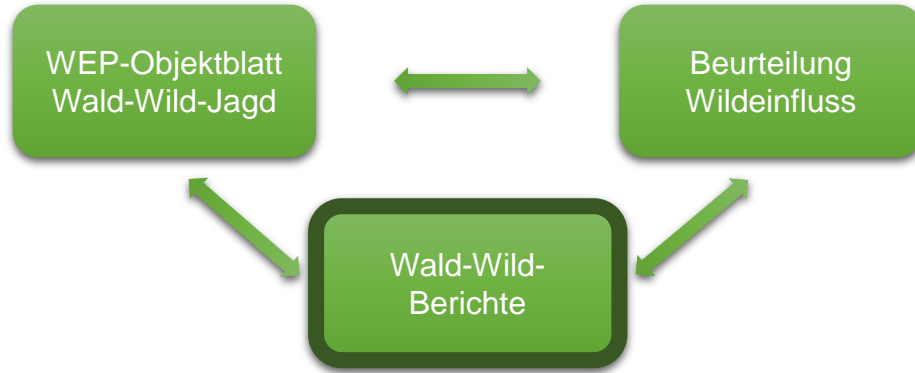 WEP-Objektblatt
Wald-Wild-Jagd
Beurteilung
Wildeinfluss
Wald-Wild-
Berichte